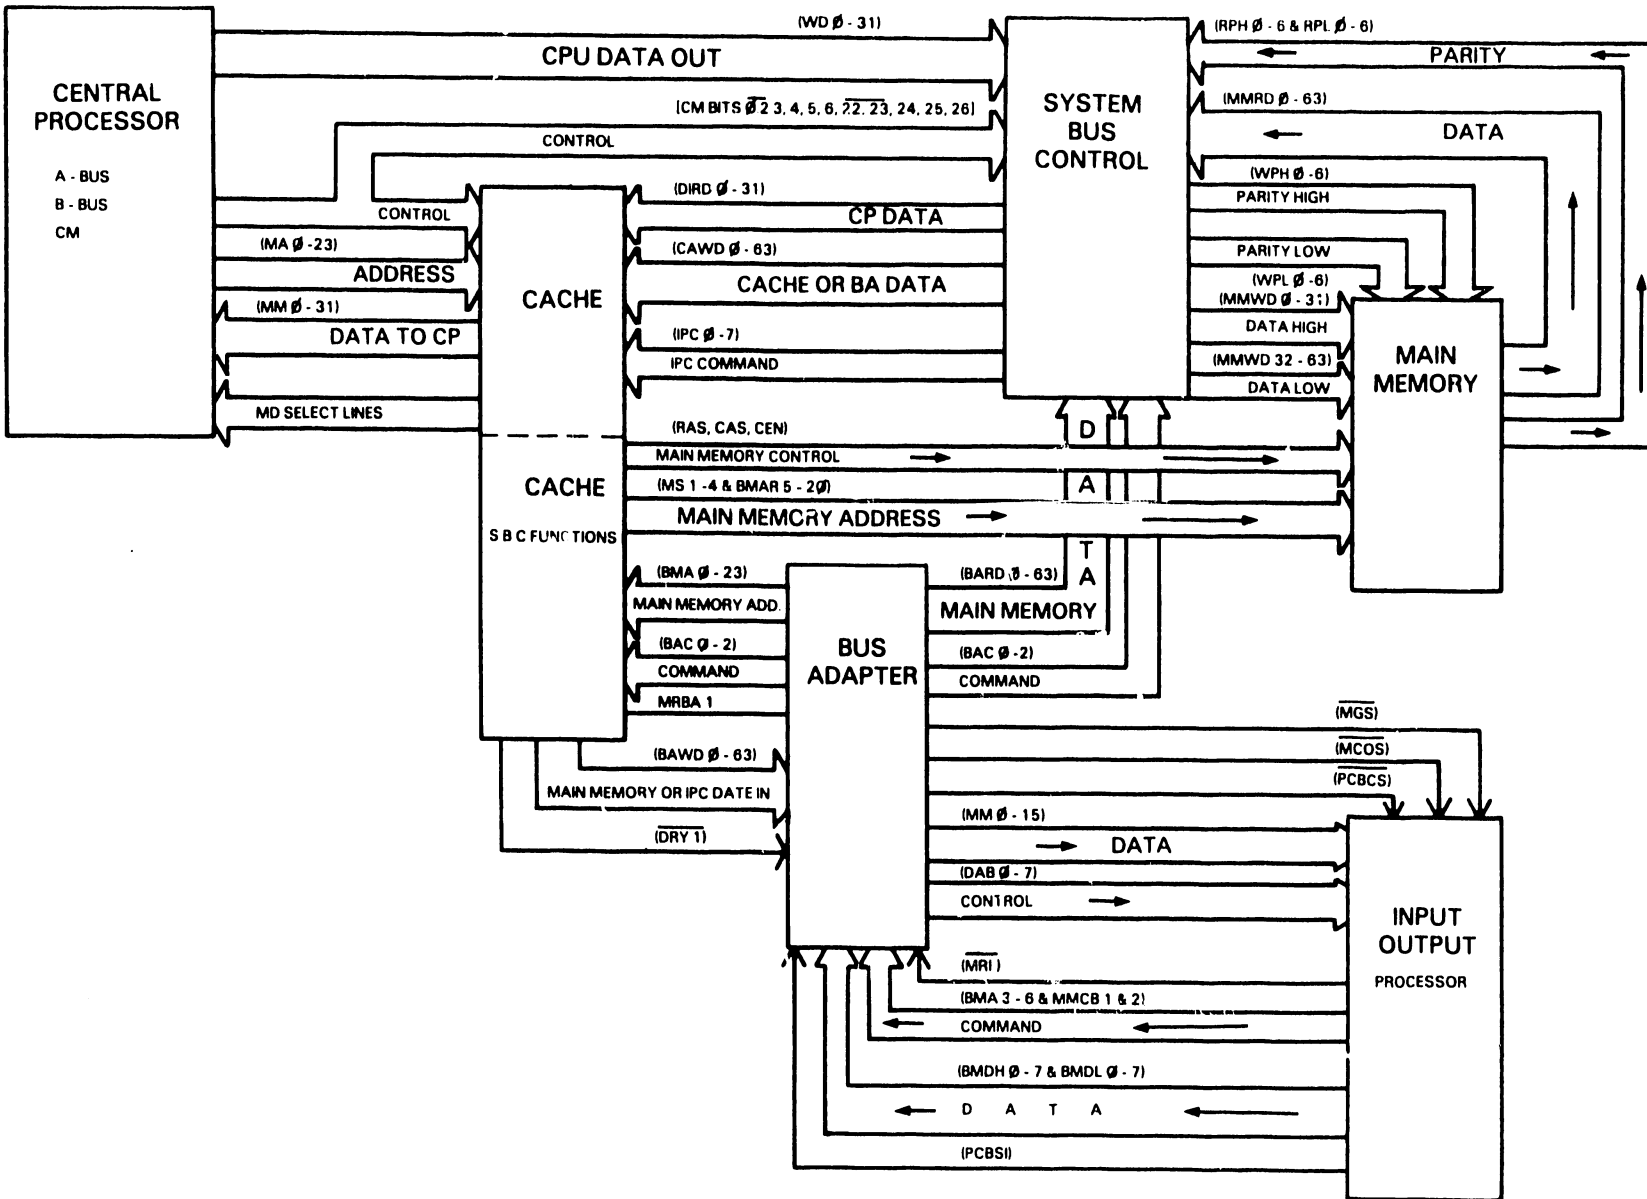 (WD Ø - 31)
(RPH Ø - 6 & RPL Ø - 6)
CPU DATA OUT
PARITY
CENTRAL
PROCESSOR
A - BUS
B - BUS
CM
SYSTEM
BUS
CONTROL
(MMRD Ø - 63)
DATA
[CM BITS Ø 2 3, 4, 5, 6, 22, 23, 24, 25, 26]
CONTROL
(WPH Ø - 6)
PARITY HIGH
(DIRD Ø - 31)
CP DATA
CONTROL
(MA Ø - 23)
ADDRESS
(CAWD Ø - 63)
CACHE OR BA DATA
PARITY LOW
(WPL Ø - 6)
(MMWD Ø - 31)
DATA HIGH
(MMWD 32 - 63)
DATA LOW
CACHE
(MM Ø - 31)
DATA TO CP
(IPC Ø - 7)
IPC COMMAND
MAIN
MEMORY
MD SELECT LINES
(RAS, CAS, CEN)
MAIN MEMORY CONTROL
D
A
T
A
CACHE
S B C FUNCTIONS
(MS 1 - 4 & BMAR 5 - 20)
MAIN MEMORY ADDRESS
(BMA Ø - 23)
MAIN MEMORY ADD.
(BARD - 63)
MAIN MEMORY
BUS
ADAPTER
(BAC Ø - 2)
COMMAND
MRBA 1
(BAC Ø - 2)
COMMAND
(MGS)
(MCOS)
(PCBCS)
(BAWD Ø - 63)
MAIN MEMORY OR IPC DATE IN
(DRY 1)
(MM Ø - 15)
DATA
(DAB Ø - 7)
CONTROL
INPUT
OUTPUT
PROCESSOR
(MRI)
(BMA 3 - 6 & MMCB 1 & 2)
COMMAND
(BMDH Ø - 7 & BMDL Ø - 7)
D A T A
(PCBSI)